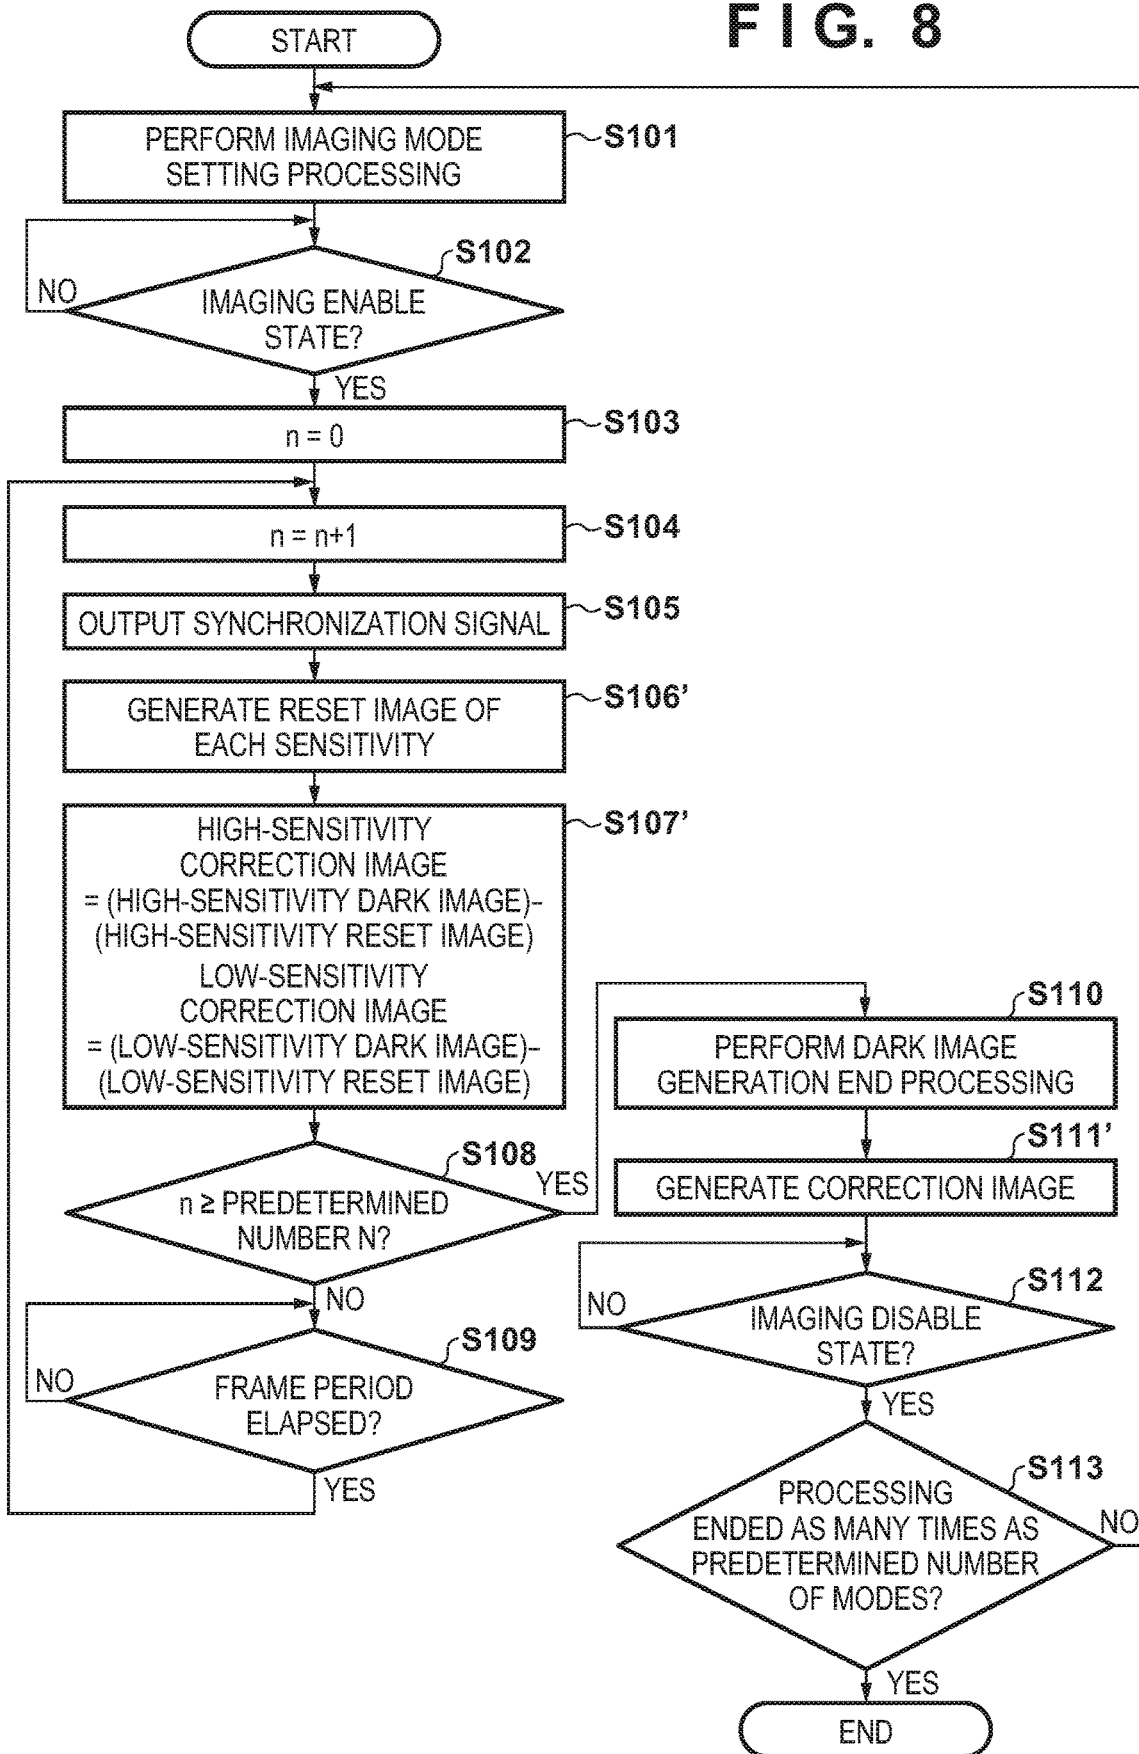 FIG. 8
START
PERFORM IMAGING MODE
SETTING PROCESSING
S101
S102
NO
IMAGING ENABLE
STATE?
YES
n = 0
S103
n = n+1
S104
OUTPUT SYNCHRONIZATION SIGNAL
S105
GENERATE RESET IMAGE OF
EACH SENSITIVITY
S106'
HIGH-SENSITIVITY
CORRECTION IMAGE
= (HIGH-SENSITIVITY DARK IMAGE)–
(HIGH-SENSITIVITY RESET IMAGE)
LOW-SENSITIVITY
CORRECTION IMAGE
= (LOW-SENSITIVITY DARK IMAGE)–
(LOW-SENSITIVITY RESET IMAGE)
S107'
S108
YES
n ≥ PREDETERMINED
NUMBER N?
NO
S109
NO
FRAME PERIOD
ELAPSED?
YES
S110
PERFORM DARK IMAGE
GENERATION END PROCESSING
S111'
GENERATE CORRECTION IMAGE
S112
NO
IMAGING DISABLE
STATE?
YES
S113
PROCESSING
ENDED AS MANY TIMES AS
PREDETERMINED NUMBER
OF MODES?
NO
YES
END